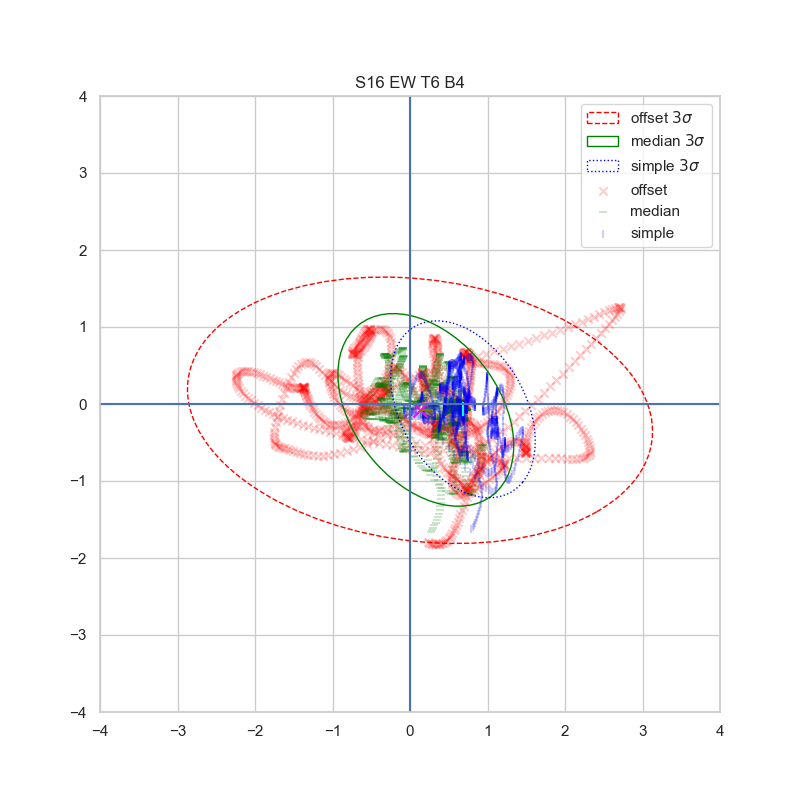 S16 EW T6 B4
offset 3σ
median 3σ
simple 3σ
offset
median
simple
4
3
2
1
0
−1
−2
−3
−4
−4 −3 −2 −1 0 1 2 3 4